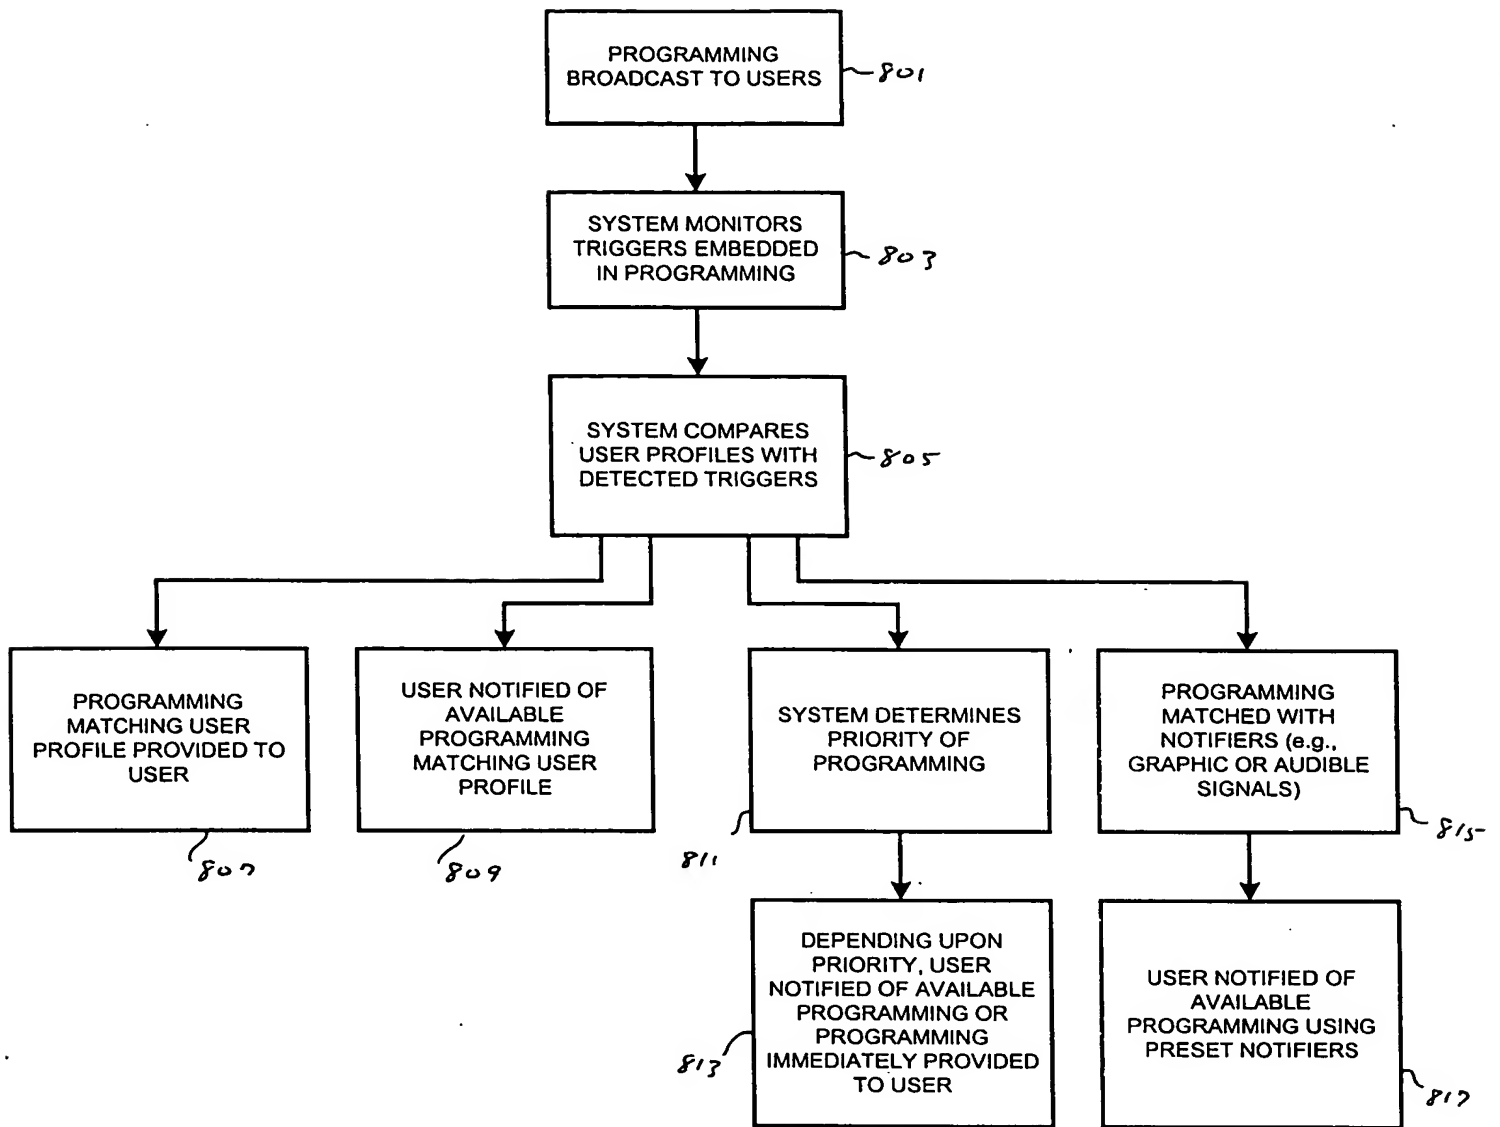 PROGRAMMING
BROADCAST TO USERS
801
SYSTEM MONITORS
TRIGGERS EMBEDDED
IN PROGRAMMING
803
SYSTEM COMPARES
USER PROFILES WITH
DETECTED TRIGGERS
805
PROGRAMMING
MATCHING USER
PROFILE PROVIDED TO
USER
807
USER NOTIFIED OF
AVAILABLE
PROGRAMMING
MATCHING USER
PROFILE
809
SYSTEM DETERMINES
PRIORITY OF
PROGRAMMING
811
PROGRAMMING
MATCHED WITH
NOTIFIERS (e.g.,
GRAPHIC OR AUDIBLE
SIGNALS)
815
DEPENDING UPON
PRIORITY, USER
NOTIFIED OF AVAILABLE
PROGRAMMING OR
PROGRAMMING
IMMEDIATELY PROVIDED
TO USER
813
USER NOTIFIED OF
AVAILABLE
PROGRAMMING USING
PRESET NOTIFIERS
817